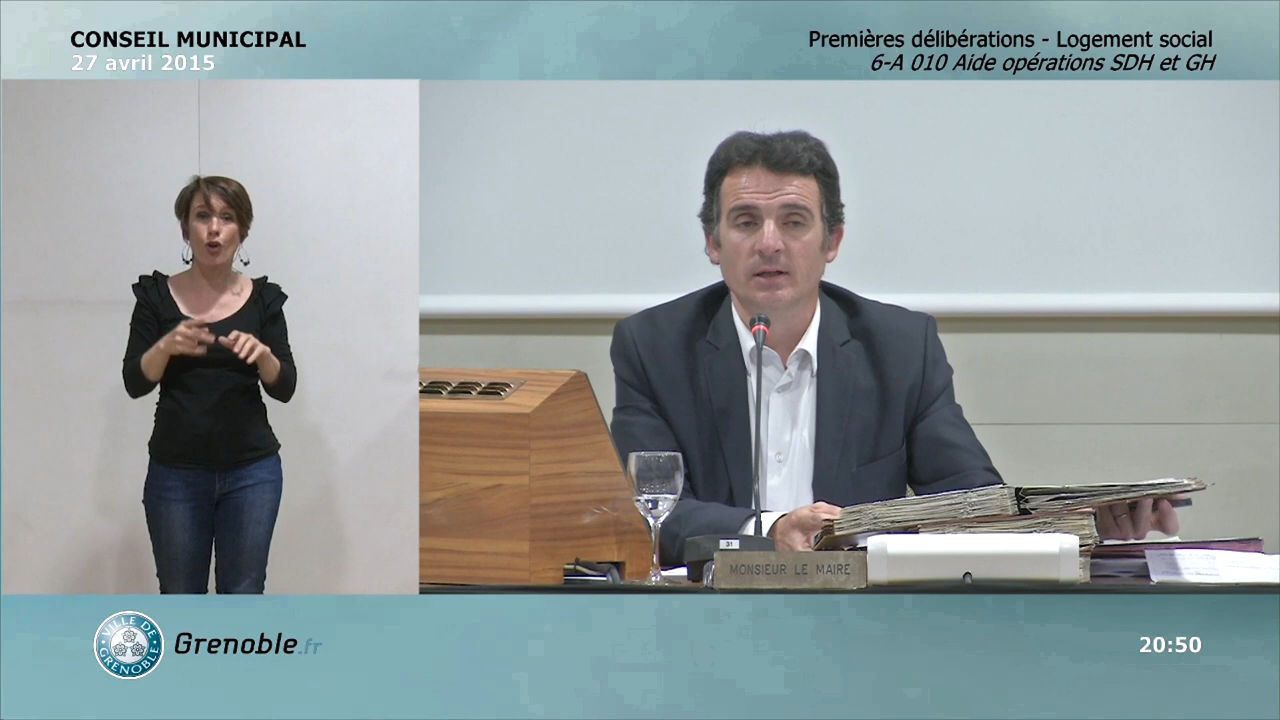 CONSEIL MUNICIPAL
27 avril 2015
Premières délibérations - Logement social
6-A 010 Aide opérations SDH et GH
31
MONSIEUR LE MAIRE
VILLE DE GRENOBLE
Grenoble.fr
20:50